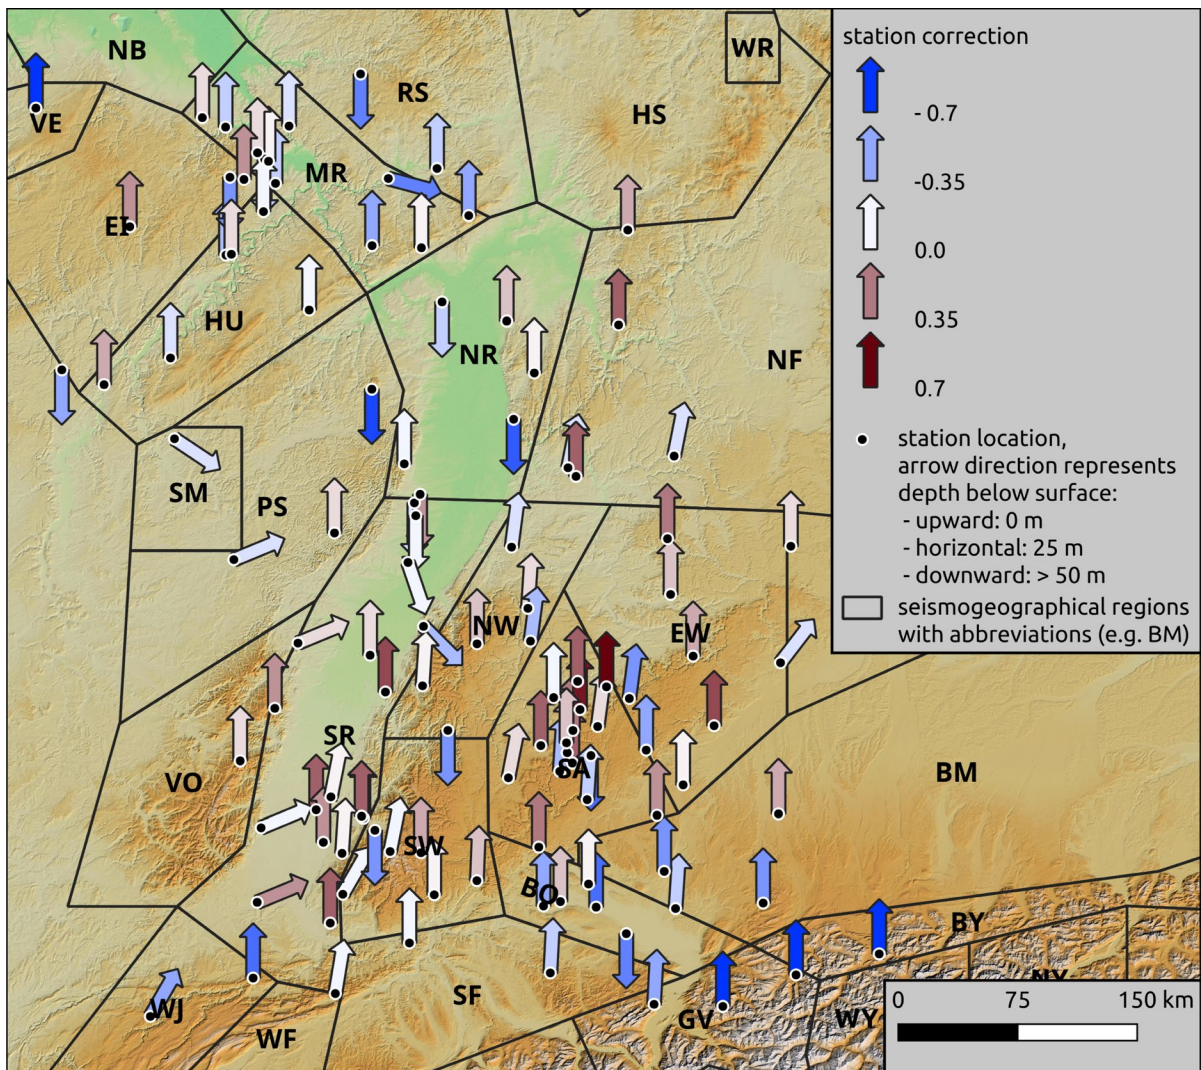 NB
WR
RS
HS
VE
MR
EI
HU
NR
NF
SM
PS
NW
EW
SR
VO
SA
BM
SW
BO
BY
NY
WJ
SF
WF
GV
WY
station correction
- 0.7
-0.35
0.0
0.35
0.7
station location,
arrow direction represents
depth below surface:
- upward: 0 m
- horizontal: 25 m
- downward: > 50 m
seismogeographical regions
with abbreviations (e.g. BM)
0 75 150 km